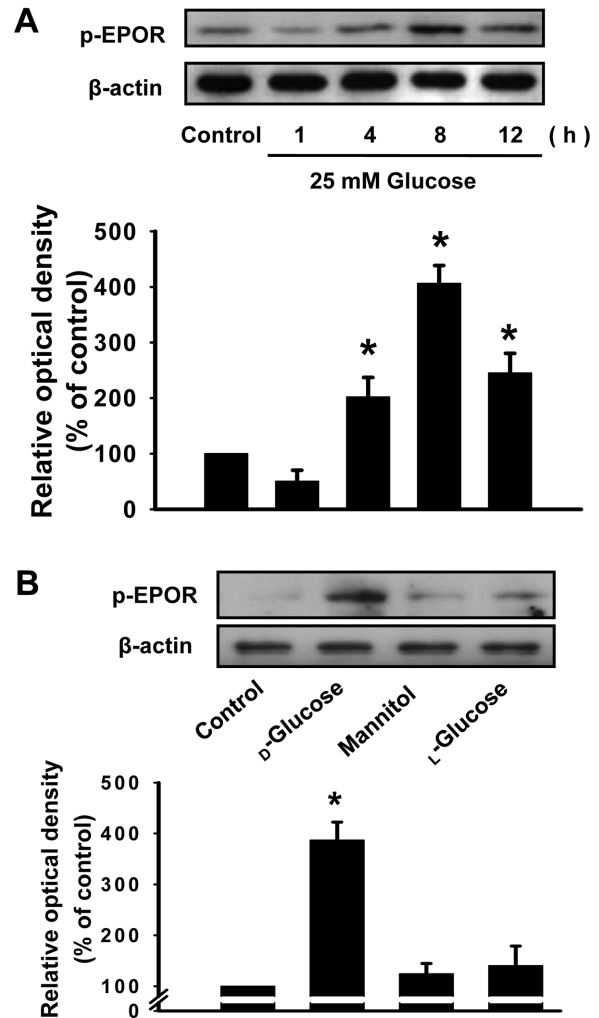 A
p-EPOR
β-actin
Control 1 4 8 12 ( h )
25 mM Glucose
Relative optical density
(% of control)
500
400
300
200
100
0
*
*
*
B
p-EPOR
β-actin
Control
D-Glucose
Mannitol
L-Glucose
Relative optical density
(% of control)
500
400
300
200
100
0
*